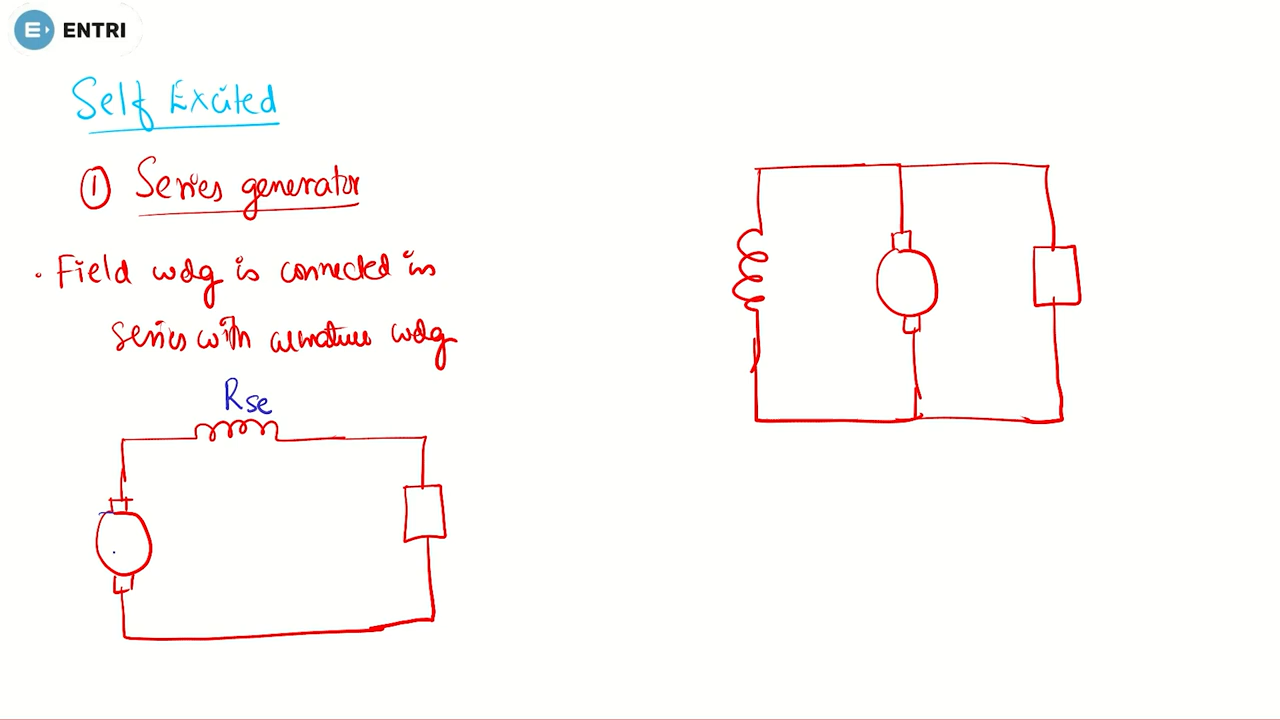 ENTRI
Self Excited
① Series generator
. Field wdg is connected in
series with armature wdg
Rse